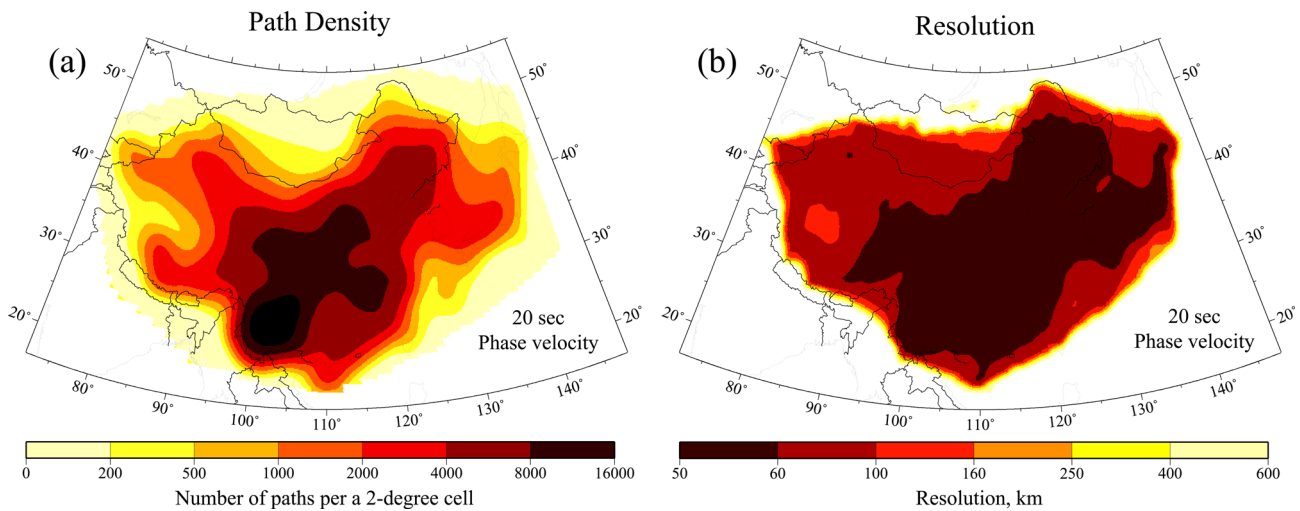 Path Density
(a)
50°
40°
30°
20°
50°
40°
30°
20°
80°
90°
100°
110°
120°
130°
140°
20 sec
Phase velocity
0 200 500 1000 2000 4000 8000 16000
Number of paths per a 2-degree cell
Resolution
(b)
50°
40°
30°
20°
50°
40°
30°
20°
80°
90°
100°
110°
120°
130°
140°
20 sec
Phase velocity
50 60 100 160 250 400 600
Resolution, km